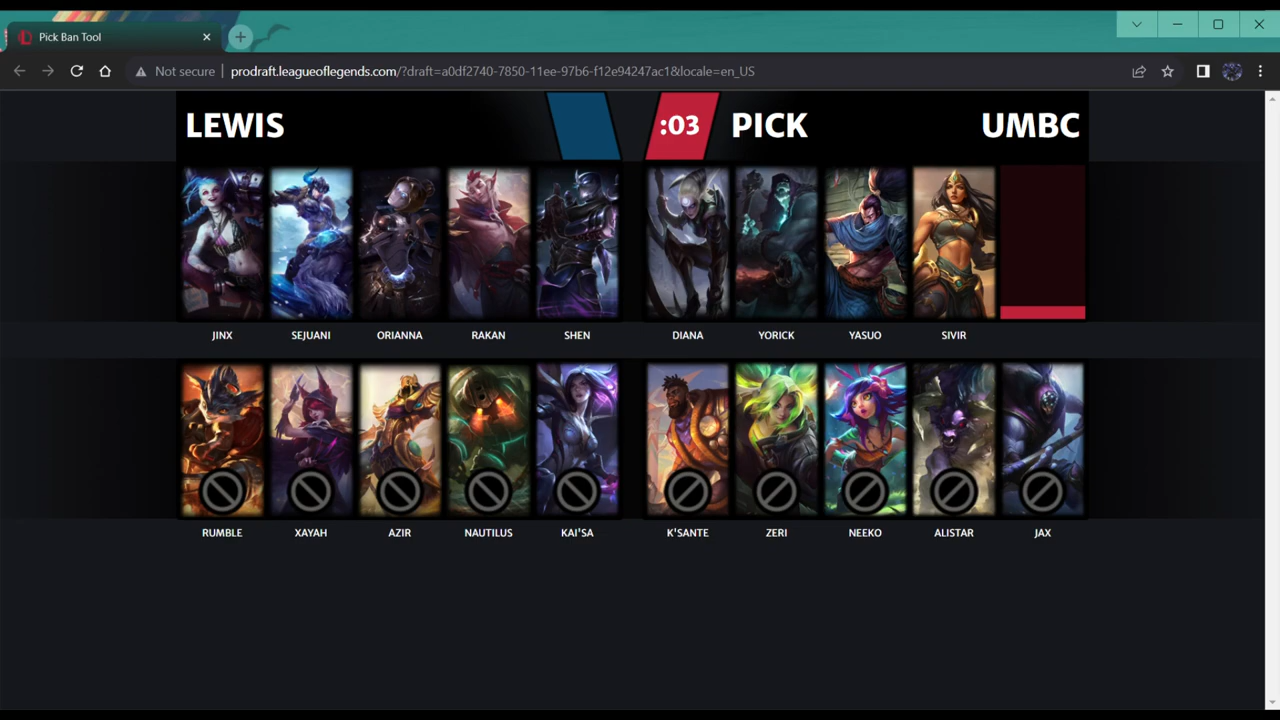 Pick Ban Tool
Not secure | prodraft.leagueoflegends.com/?draft=a0df2740-7850-11ee-97b6-f12e94247ac1&locale=en_US
LEWIS :03 PICK UMBC
JINX SEJUANI ORIANNA RAKAN SHEN DIANA YORICK YASUO SIVIR
RUMBLE XAYAH AZIR NAUTILUS KAI'SA K'SANTE ZERI NEEKO ALISTAR JAX